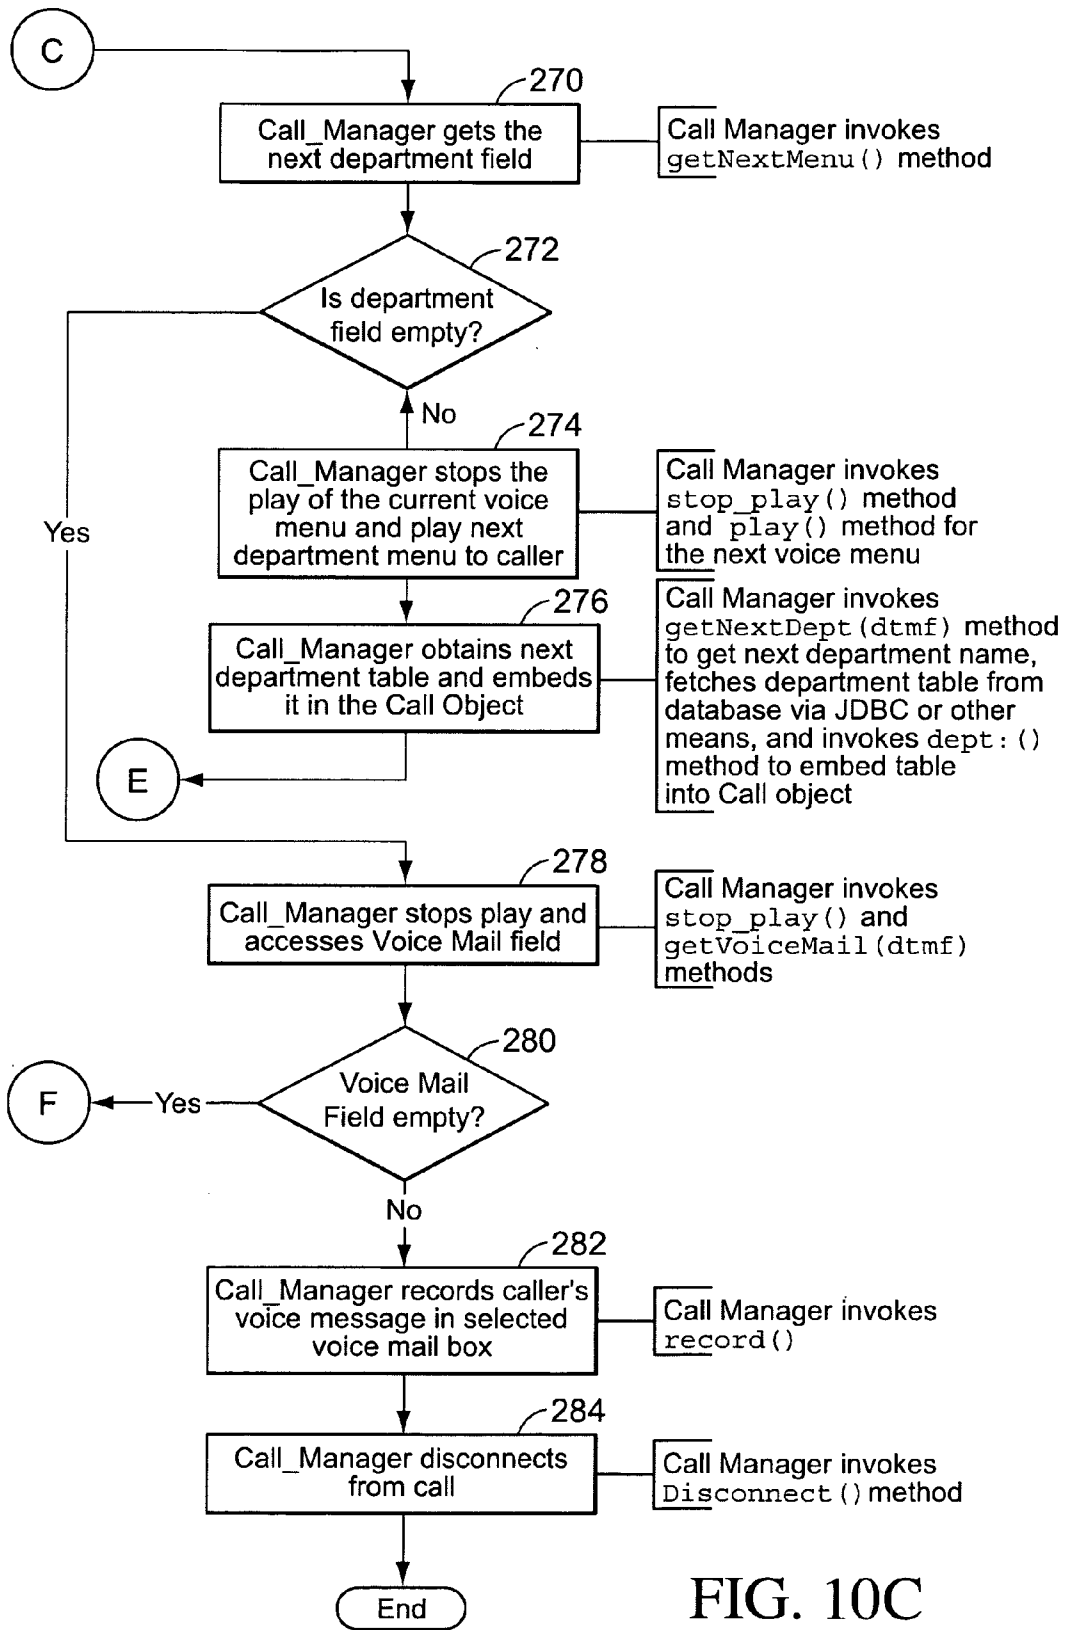 C
270
Call_Manager gets the
next department field
Call Manager invokes
getNextMenu() method
272
Is department
field empty?
No
274
Call_Manager stops the
play of the current voice
menu and play next
department menu to caller
Call Manager invokes
stop_play() method
and play() method for
the next voice menu
Yes
276
Call_Manager obtains next
department table and embeds
it in the Call Object
Call Manager invokes
getNextDept(dtmf) method
to get next department name,
fetches department table from
database via JDBC or other
means, and invokes dept:()
method to embed table
into Call object
E
278
Call_Manager stops play and
accesses Voice Mail field
Call Manager invokes
stop_play() and
getVoiceMail(dtmf)
methods
280
Voice Mail
Field empty?
Yes
F
No
282
Call_Manager records caller's
voice message in selected
voice mail box
Call Manager invokes
record()
284
Call_Manager disconnects
from call
Call Manager invokes
Disconnect() method
End
FIG. 10C